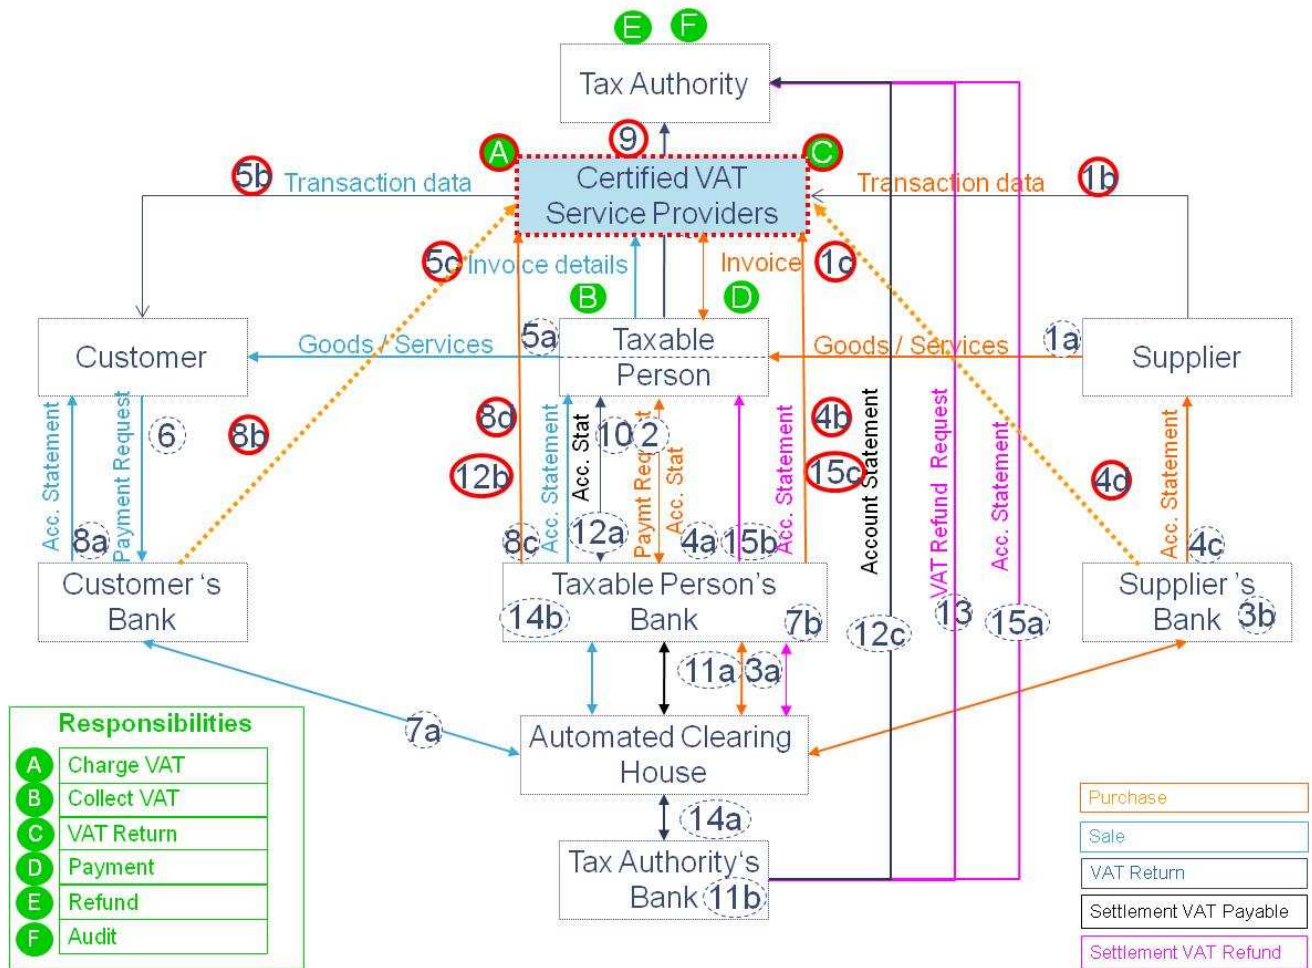 E F
Tax Authority
9
A C
Certified VAT
Service Providers
5b Transaction data
Transaction data 1b
5c Invoice details
Invoice 1c
B D
Customer
Goods / Services 5a
Taxable
Person
Goods / Services 1a
Supplier
Acc. Statement
Payment Request
6
8b
8d
12b
Acc. Statement
Acc. Stat
10
2
Paymt Request
Acc. Stat
Acc. Statement
4b
15c
Account Statement
VAT Refund Request
Acc. Statement
4d
Acc. Statement
8a
8c
12a
4a
15b
4c
Customer 's
Bank
Taxable Person's
Bank
14b
7b
12c
13
15a
Supplier 's
Bank
3b
11a
3a
7a
Automated Clearing
House
14a
Tax Authority's
Bank
11b
Responsibilities
A Charge VAT
B Collect VAT
C VAT Return
D Payment
E Refund
F Audit
Purchase
Sale
VAT Return
Settlement VAT Payable
Settlement VAT Refund